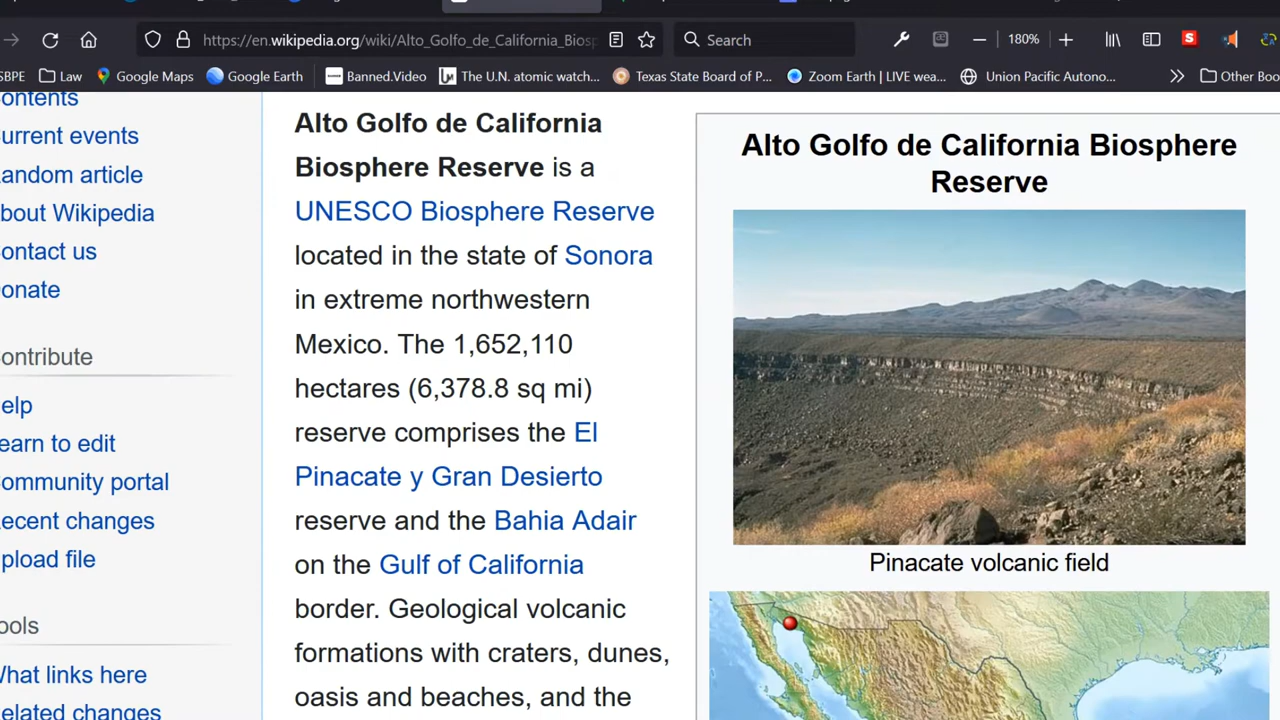 https://en.wikipedia.org/wiki/Alto_Golfo_de_California_Biosp
Search
180%
SBPE
Law
Google Maps
Google Earth
Banned.Video
The U.N. atomic watch...
Texas State Board of P...
Zoom Earth | LIVE wea...
Union Pacific Autono...
Other Boo
ontents
urrent events
andom article
bout Wikipedia
ontact us
onate
ontribute
elp
earn to edit
ommunity portal
ecent changes
pload file
ools
hat links here
elated changes
Alto Golfo de California
Biosphere Reserve is a
UNESCO Biosphere Reserve
located in the state of Sonora
in extreme northwestern
Mexico. The 1,652,110
hectares (6,378.8 sq mi)
reserve comprises the El
Pinacate y Gran Desierto
reserve and the Bahia Adair
on the Gulf of California
border. Geological volcanic
formations with craters, dunes,
oasis and beaches, and the
Alto Golfo de California Biosphere
Reserve
Pinacate volcanic field